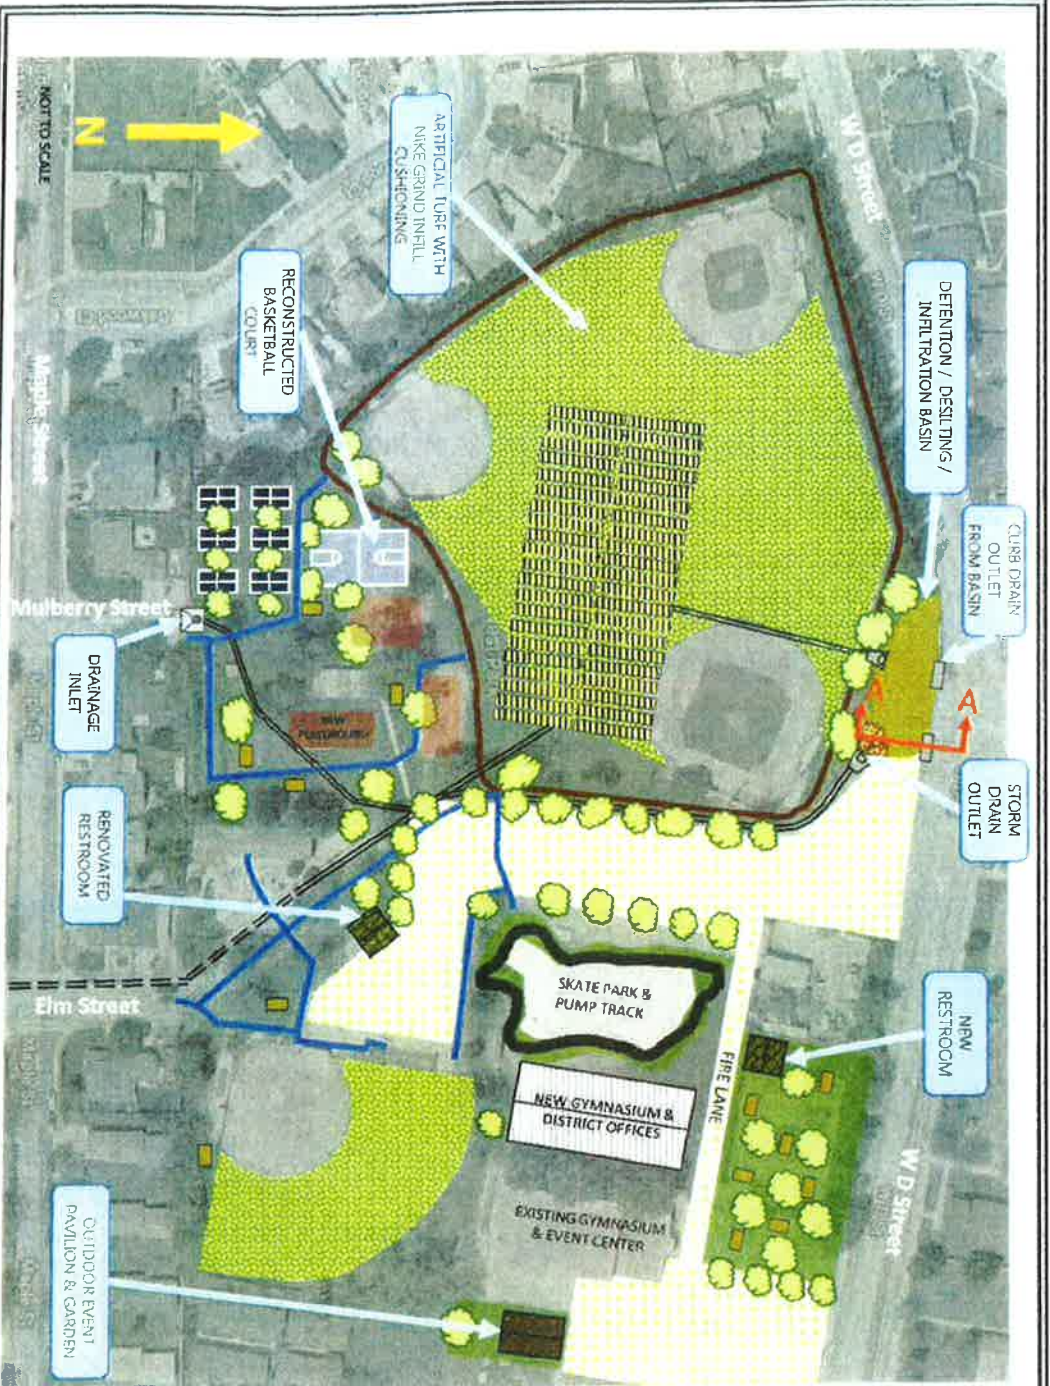 NOT TO SCALE
N
ARTIFICIAL TURF WITH
NIKE GRIND INFILL
CUSHIONING
W D Street
DETENTION / DESILTING /
INFILTRATION BASIN
CURB DRAIN
OUTLET
FROM BASIN
RECONSTRUCTED
BASKETBALL
COURT
Maple Street
Mulberry Street
DRAINAGE
INLET
NEW
PLAYGROUND
A
A
STORM
DRAIN
OUTLET
RENOVATED
RESTROOM
Elm Street
SKATE PARK &
PUMP TRACK
NEW
RESTROOM
FIRE LANE
NEW GYMNASIUM &
DISTRICT OFFICES
W D Street
EXISTING GYMNASIUM
& EVENT CENTER
OUTDOOR EVENT
PAVILION & GARDEN